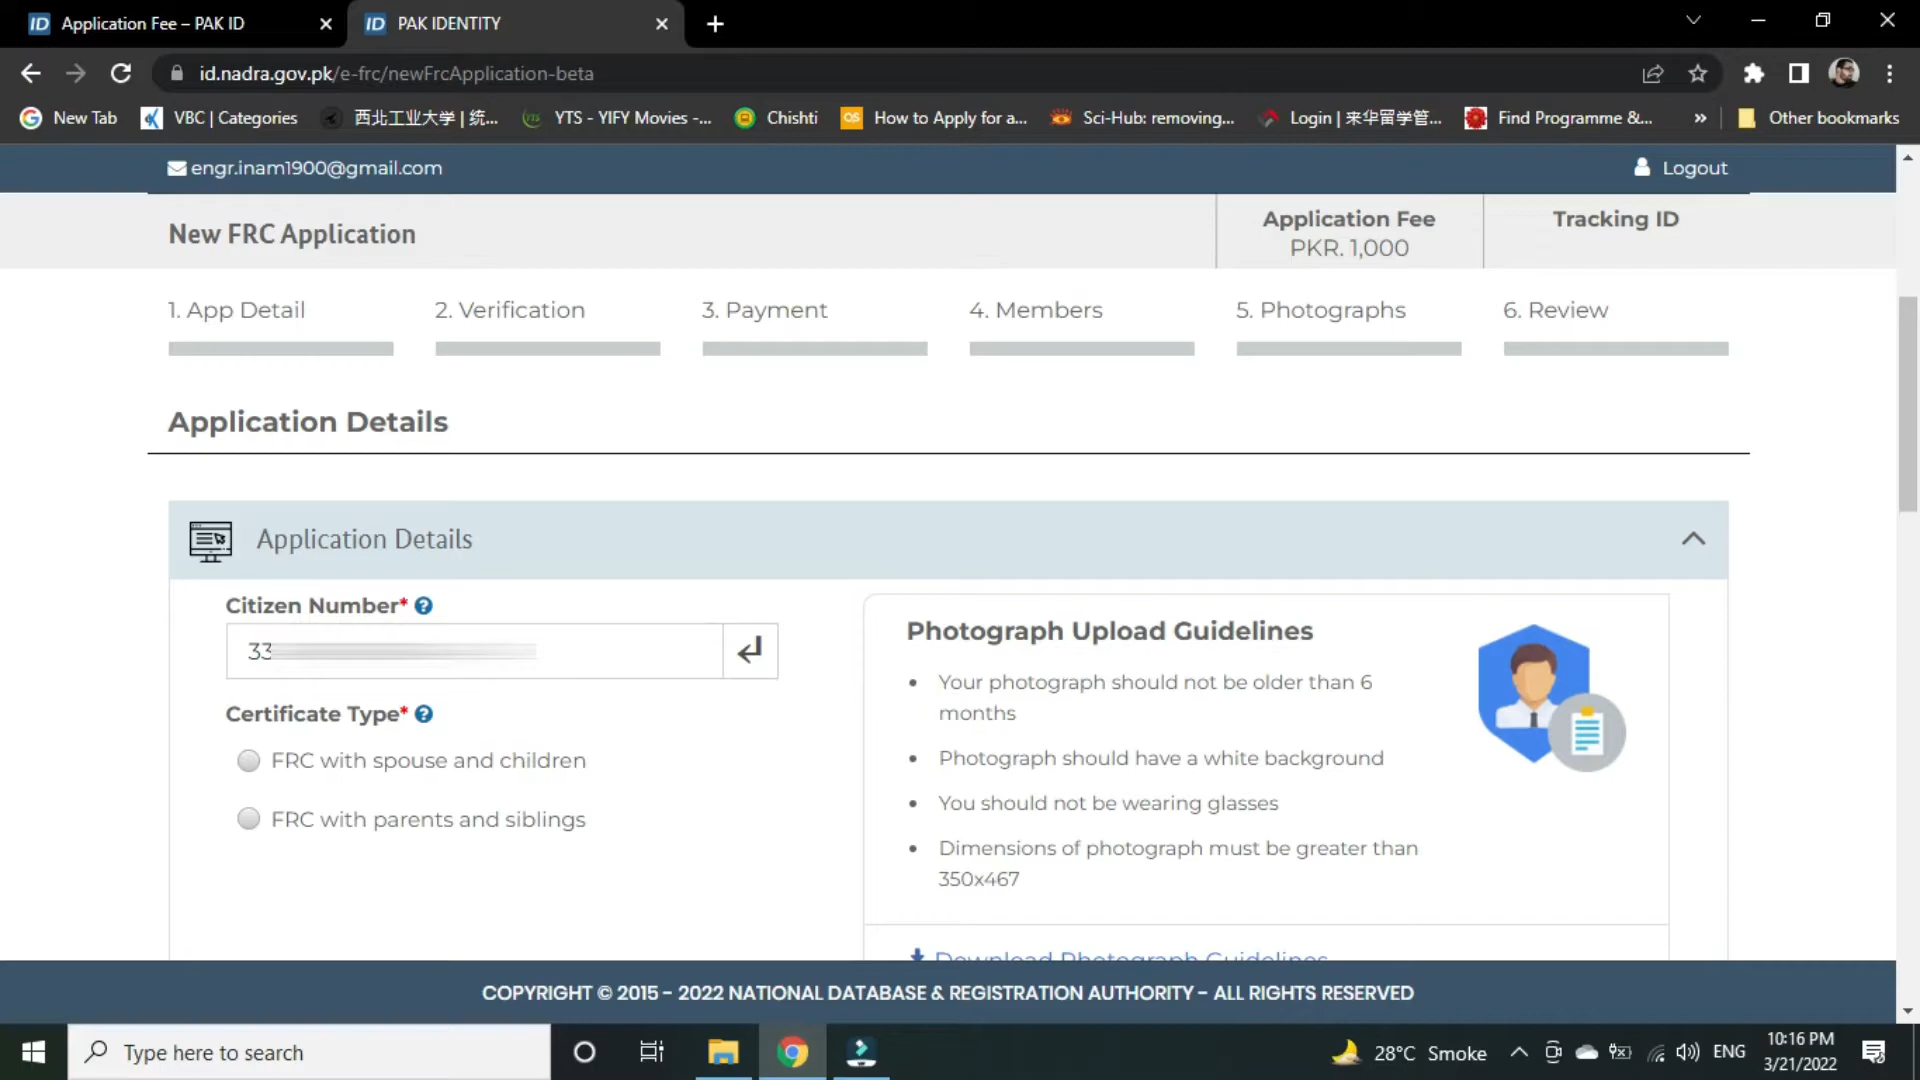 Application Fee – PAK ID
PAK IDENTITY
id.nadra.gov.pk/e-frc/newFrcApplication-beta
New Tab
VBC | Categories
西北工业大学 | 统...
YTS - YIFY Movies -...
Chishti
How to Apply for a...
Sci-Hub: removing...
Login | 来华留学管...
Find Programme &...
»
Other bookmarks
engr.inam1900@gmail.com
Logout
New FRC Application
Application Fee
PKR. 1,000
Tracking ID
1. App Detail
2. Verification
3. Payment
4. Members
5. Photographs
6. Review
Application Details
Application Details
Citizen Number*
33
Certificate Type*
FRC with spouse and children
FRC with parents and siblings
Photograph Upload Guidelines
• Your photograph should not be older than 6
months
• Photograph should have a white background
• You should not be wearing glasses
• Dimensions of photograph must be greater than
350x467
Download Photograph Guidelines
COPYRIGHT © 2015 - 2022 NATIONAL DATABASE & REGISTRATION AUTHORITY - ALL RIGHTS RESERVED
Type here to search
28°C Smoke
ENG
10:16 PM
3/21/2022